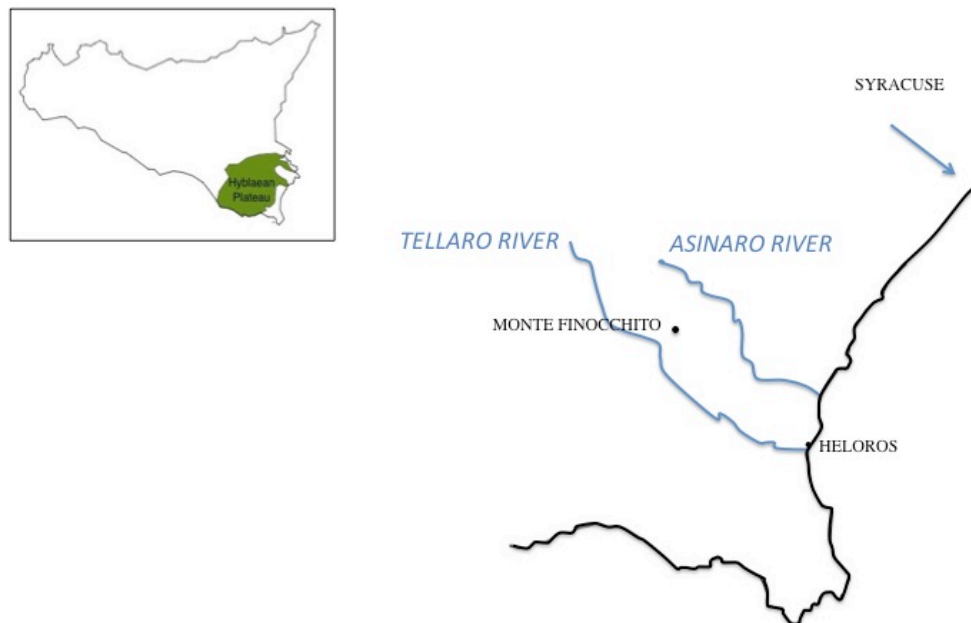 Hyblaean
Plateau
SYRACUSE
TELLARO RIVER
ASINARO RIVER
MONTE FINOCCHITO
HELOROS